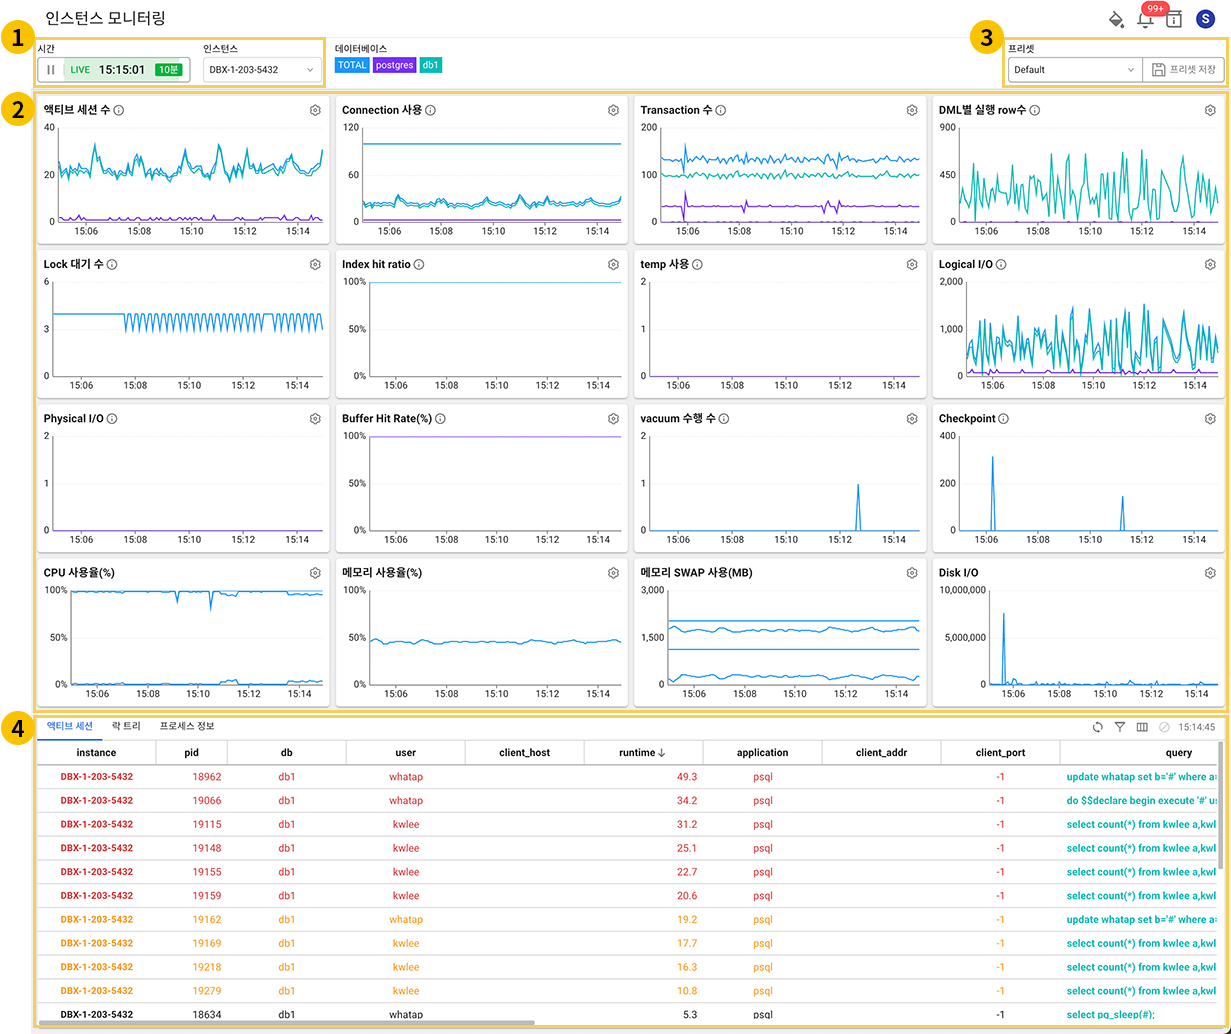 인스턴스 모니터링
99+
S
1
시간
인스턴스
데이터베이스
3
프리셋
LIVE 15:15:01 10분
DBX-1-203-5432
TOTAL postgres db1
Default
프리셋 저장
2
액티브 세션 수
40
20
0
15:06 15:08 15:10 15:12 15:14
Connection 사용
120
60
0
15:06 15:08 15:10 15:12 15:14
Transaction 수
200
100
0
15:06 15:08 15:10 15:12 15:14
DML별 실행 row수
900
450
0
15:06 15:08 15:10 15:12 15:14
Lock 대기 수
6
3
0
15:06 15:08 15:10 15:12 15:14
Index hit ratio
100%
50%
0%
15:06 15:08 15:10 15:12 15:14
temp 사용
2
1
0
15:06 15:08 15:10 15:12 15:14
Logical I/O
2,000
1,000
0
15:06 15:08 15:10 15:12 15:14
Physical I/O
2
1
0
15:06 15:08 15:10 15:12 15:14
Buffer Hit Rate(%)
100%
50%
0%
15:06 15:08 15:10 15:12 15:14
vacuum 수행 수
2
1
0
15:06 15:08 15:10 15:12 15:14
Checkpoint
400
200
0
15:06 15:08 15:10 15:12 15:14
CPU 사용율(%)
100%
50%
0%
15:06 15:08 15:10 15:12 15:14
메모리 사용율(%)
100%
50%
0%
15:06 15:08 15:10 15:12 15:14
메모리 SWAP 사용(MB)
3,000
1,500
0
15:06 15:08 15:10 15:12 15:14
Disk I/O
10,000,000
5,000,000
0
15:06 15:08 15:10 15:12 15:14
4
액티브 세션 락 트리 프로세스 정보
15:14:45
instance pid db user client_host runtime application client_addr client_port query
DBX-1-203-5432 18962 db1 whatap 49.3 psql -1 update whatap set b='#' where a=
DBX-1-203-5432 19066 db1 whatap 34.2 psql -1 do $$declare begin execute '#' u
DBX-1-203-5432 19115 db1 kwlee 31.2 psql -1 select count(*) from kwlee a,kwl
DBX-1-203-5432 19148 db1 kwlee 25.1 psql -1 select count(*) from kwlee a,kwl
DBX-1-203-5432 19155 db1 kwlee 22.7 psql -1 select count(*) from kwlee a,kwl
DBX-1-203-5432 19159 db1 kwlee 20.6 psql -1 select count(*) from kwlee a,kwl
DBX-1-203-5432 19162 db1 whatap 19.2 psql -1 update whatap set b='#' where a=
DBX-1-203-5432 19169 db1 kwlee 17.7 psql -1 select count(*) from kwlee a,kwl
DBX-1-203-5432 19218 db1 kwlee 16.3 psql -1 select count(*) from kwlee a,kwl
DBX-1-203-5432 19279 db1 kwlee 10.8 psql -1 select count(*) from kwlee a,kwl
DBX-1-203-5432 18634 db1 whatap 5.3 psql -1 select pg_sleep(#);